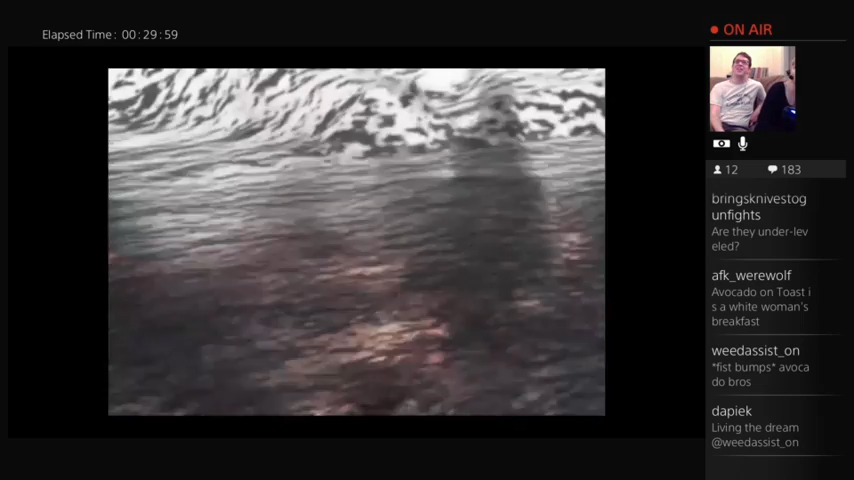 Elapsed Time: 00:29:59
ON AIR
12 183
bringsknivestog
unfights
Are they under-lev
eled?
afk_werewolf
Avocado on Toast i
s a white woman's
breakfast
weedassist_on
*fist bumps* avoca
do bros
dapiek
Living the dream
@weedassist_on